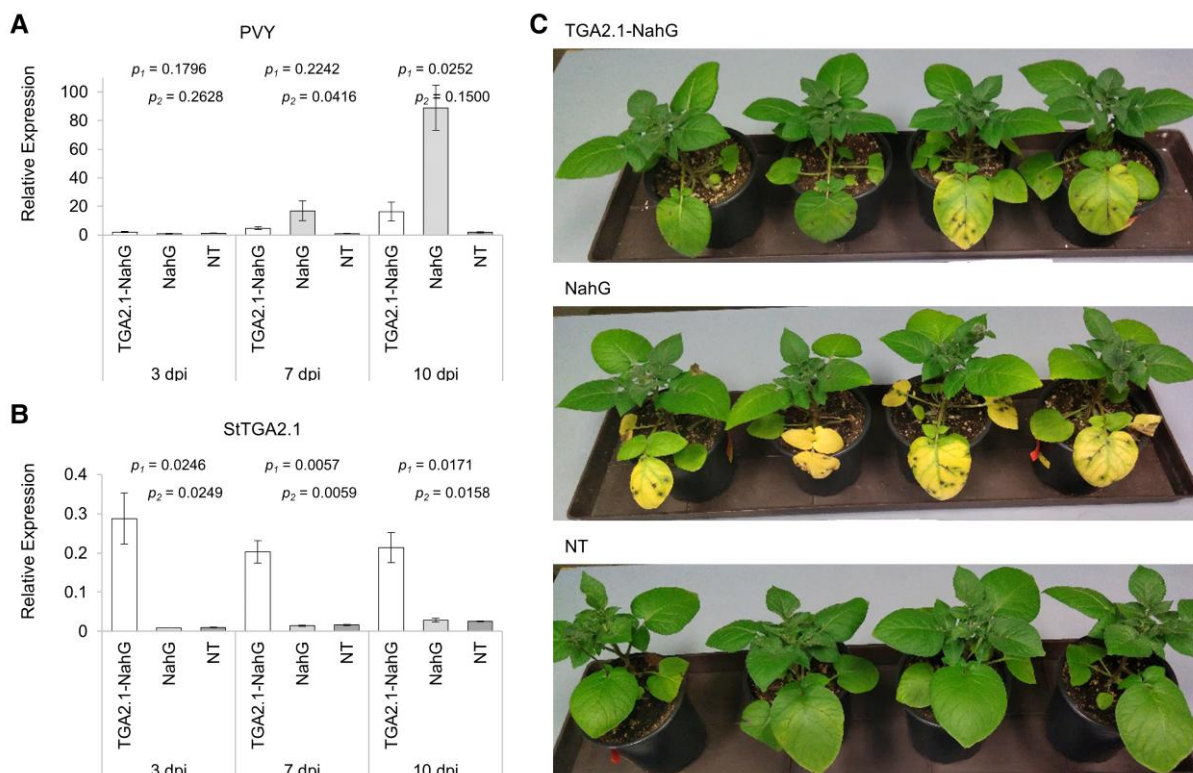 A
PVY
p1 = 0.1796 p1 = 0.2242 p1 = 0.0252
p2 = 0.2628 p2 = 0.0416 p2 = 0.1500
Relative Expression
100
80
60
40
20
0
TGA2.1-NahG NahG NT TGA2.1-NahG NahG NT TGA2.1-NahG NahG NT
3 dpi 7 dpi 10 dpi
B
StTGA2.1
p1 = 0.0246 p1 = 0.0057 p1 = 0.0171
p2 = 0.0249 p2 = 0.0059 p2 = 0.0158
Relative Expression
0.4
0.3
0.2
0.1
0
TGA2.1-NahG NahG NT TGA2.1-NahG NahG NT TGA2.1-NahG NahG NT
3 dpi 7 dpi 10 dpi
C
TGA2.1-NahG
NahG
NT